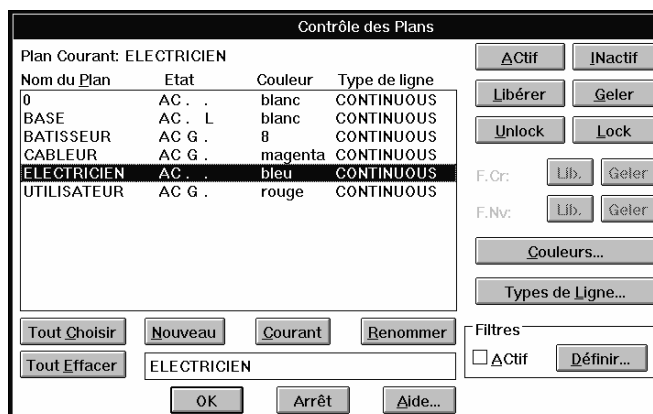 Contrôle des Plans
Plan Courant: ELECTRICIEN
Nom du Plan Etat Couleur Type de ligne
0 AC . . blanc CONTINUOUS
BASE AC . L blanc CONTINUOUS
BATISSEUR AC G . 8 CONTINUOUS
CABLEUR AC G . magenta CONTINUOUS
ELECTRICIEN AC . . bleu CONTINUOUS
UTILISATEUR AC G . rouge CONTINUOUS
ACtif INactif
Libérer Geler
Unlock Lock
F.Cr: Lib. Geler
F.Nv: Lib. Geler
Couleurs...
Types de Ligne...
Tout Choisir Nouveau Courant Renommer
Tout Effacer ELECTRICIEN
Filtres
ACtif Définir...
OK Arrêt Aide...